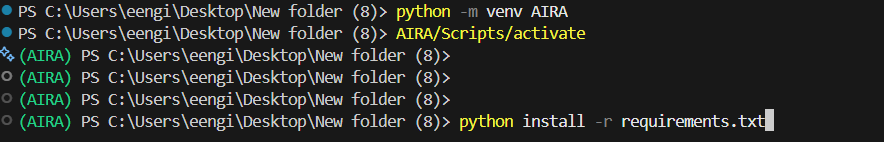 PS C:\Users\eengi\Desktop\New folder (8)> python -m venv AIRA
PS C:\Users\eengi\Desktop\New folder (8)> AIRA/Scripts/activate
(AIRA) PS C:\Users\eengi\Desktop\New folder (8)>
(AIRA) PS C:\Users\eengi\Desktop\New folder (8)>
(AIRA) PS C:\Users\eengi\Desktop\New folder (8)>
(AIRA) PS C:\Users\eengi\Desktop\New folder (8)> python install -r requirements.txt